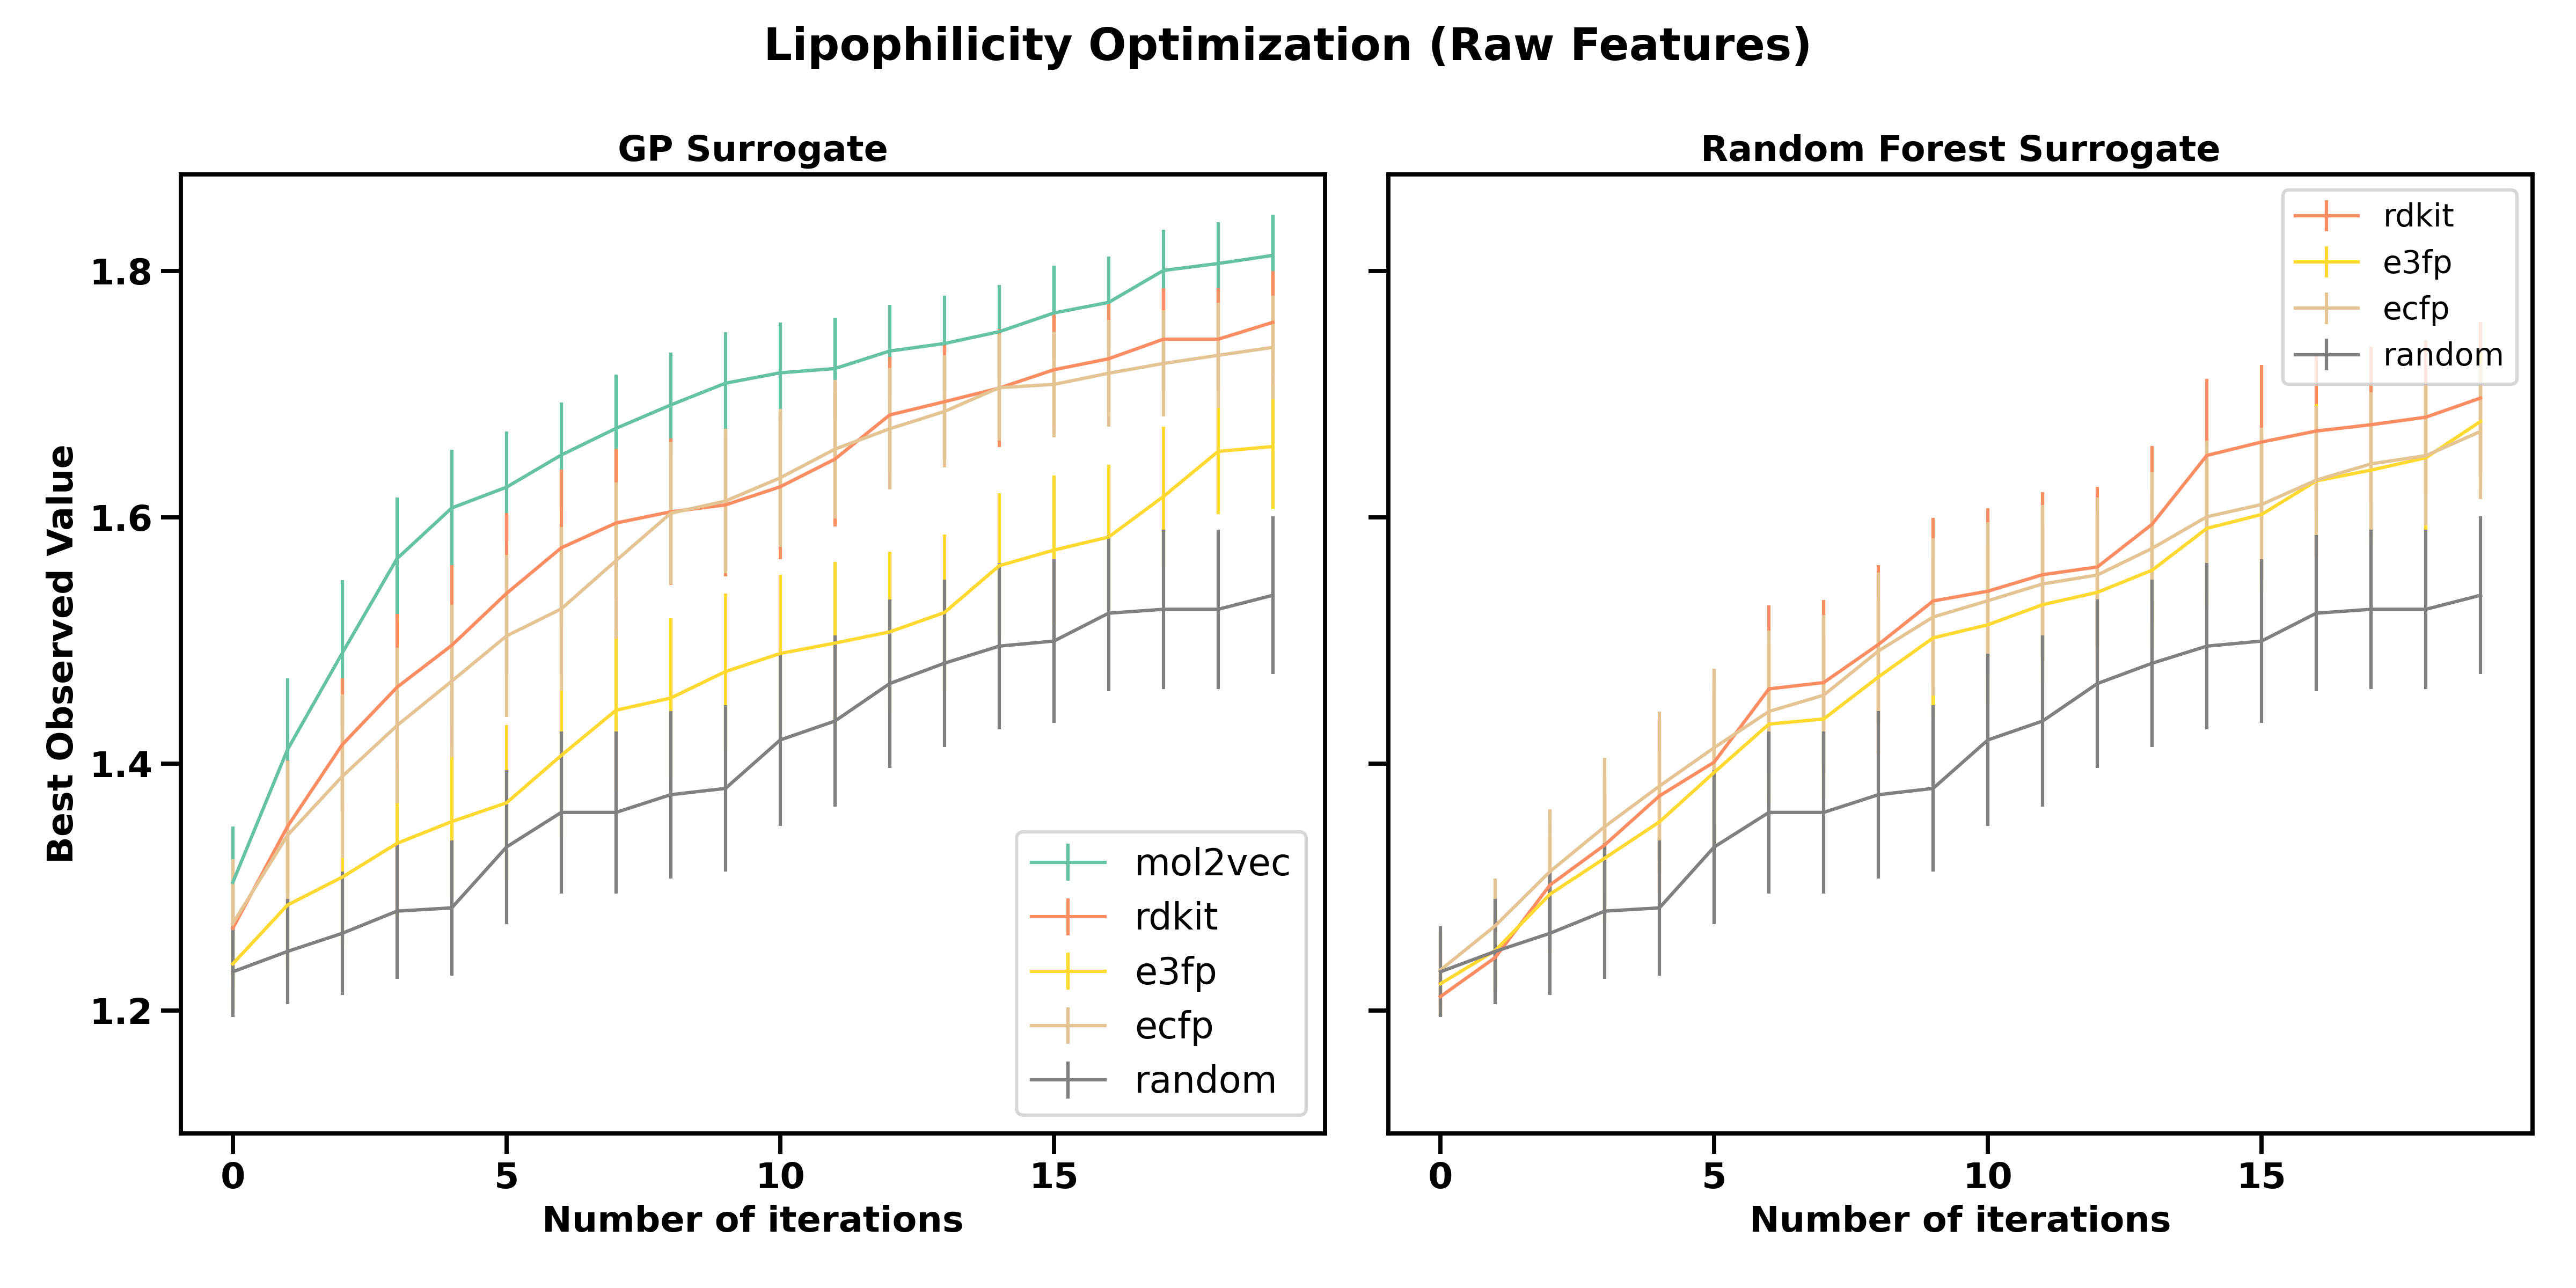 Lipophilicity Optimization (Raw Features)
GP Surrogate
Best Observed Value
1.8
1.6
1.4
1.2
mol2vec
rdkit
e3fp
ecfp
random
0 5 10 15
Number of iterations
Random Forest Surrogate
rdkit
e3fp
ecfp
random
0 5 10 15
Number of iterations